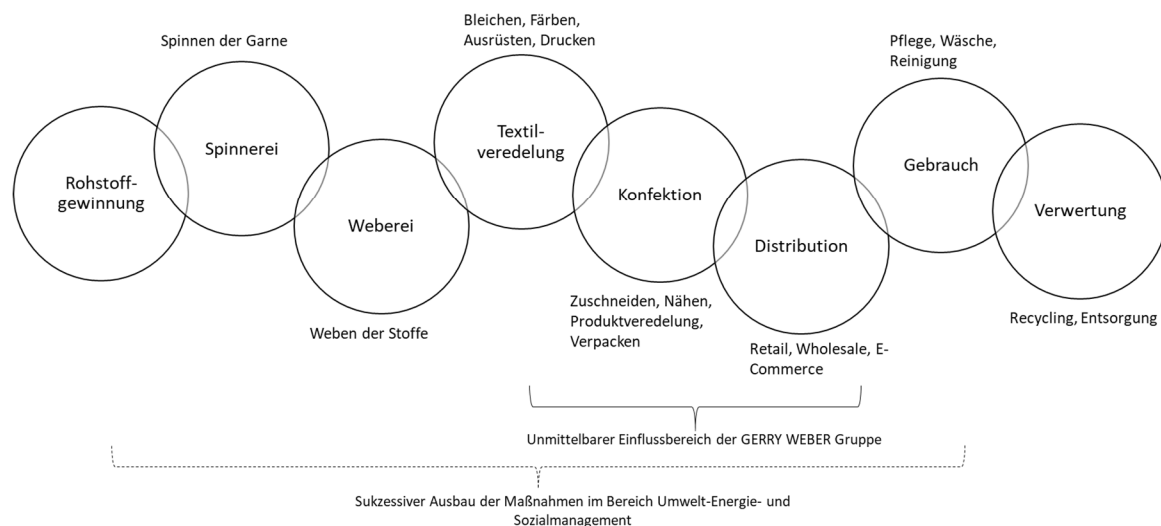 Rohstoff-
gewinnung
Spinnen der Garne
Spinnerei
Weberei
Weben der Stoffe
Bleichen, Färben,
Ausrüsten, Drucken
Textil-
veredelung
Konfektion
Zuschneiden, Nähen,
Produktveredelung,
Verpacken
Distribution
Retail, Wholesale, E-
Commerce
Pflege, Wäsche,
Reinigung
Gebrauch
Verwertung
Recycling, Entsorgung
Unmittelbarer Einflussbereich der GERRY WEBER Gruppe
Sukzessiver Ausbau der Maßnahmen im Bereich Umwelt-Energie- und
Sozialmanagement